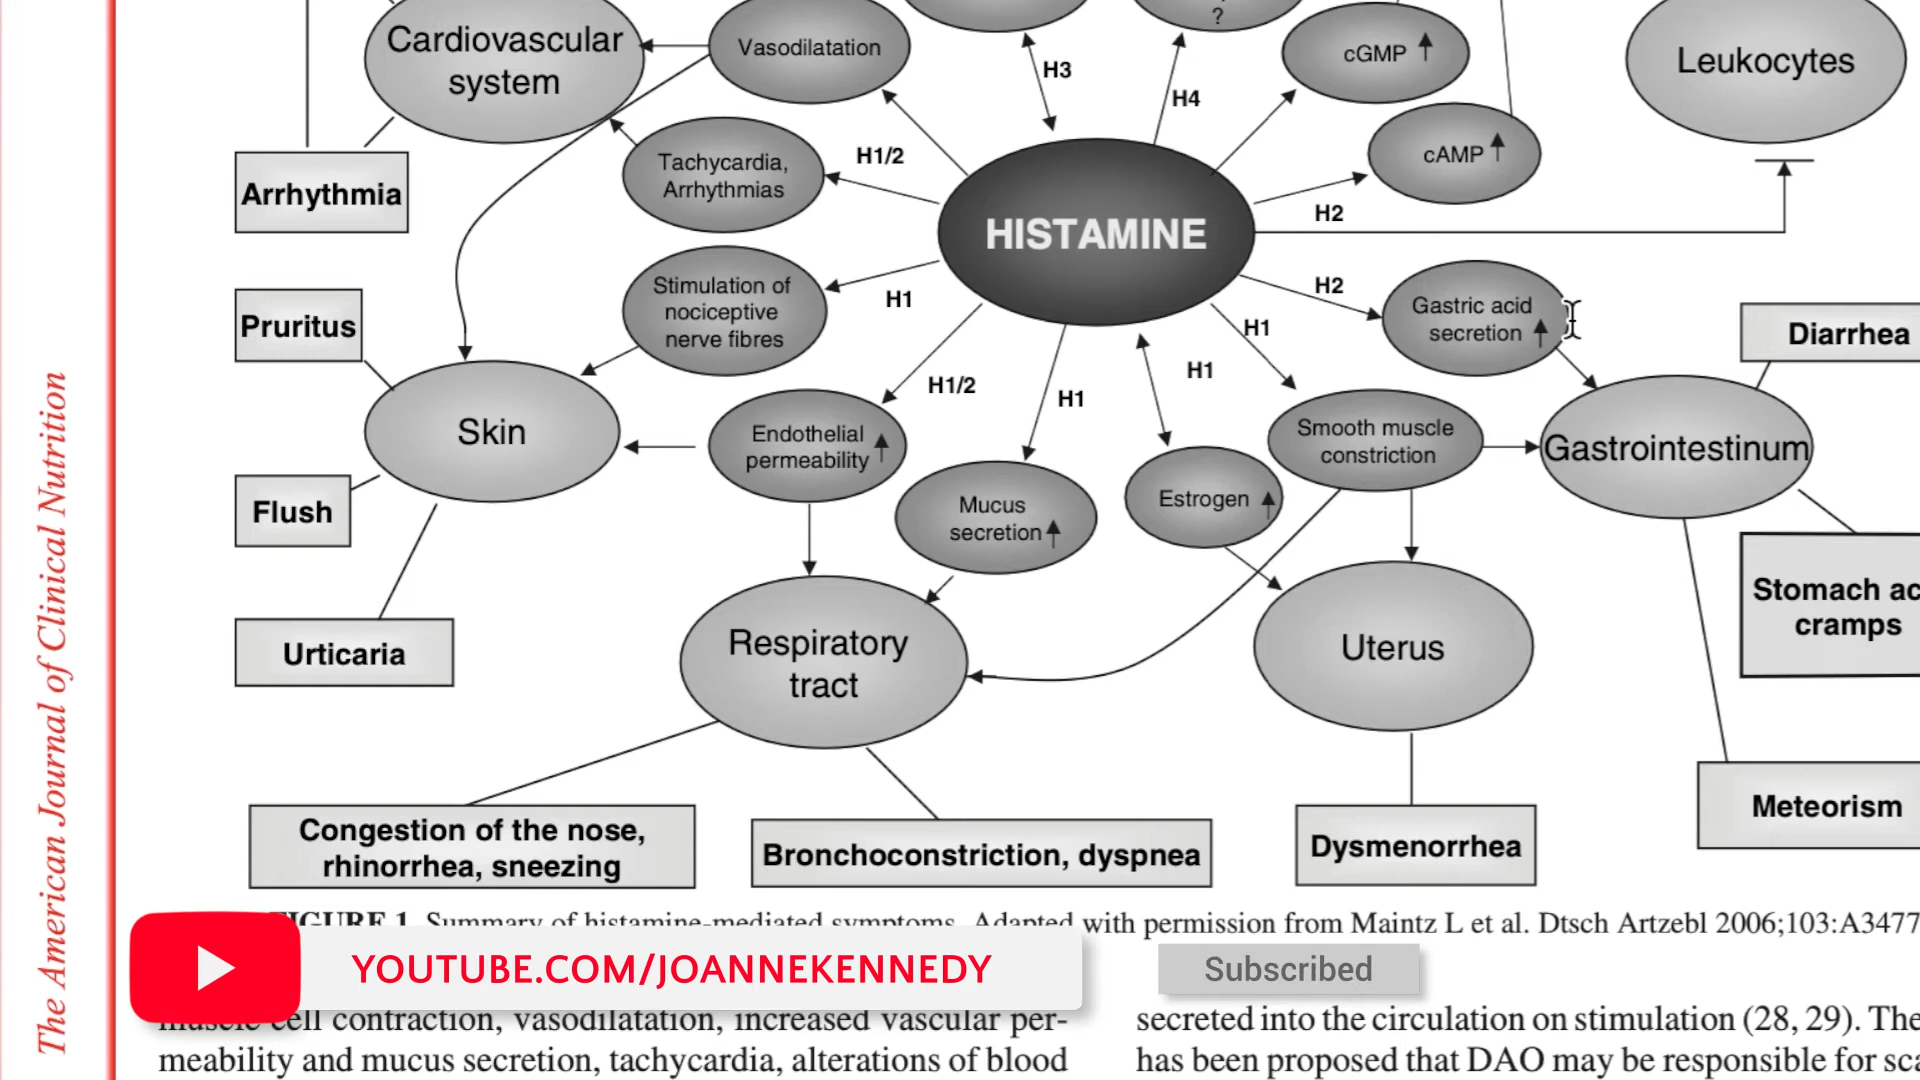 Cardiovascular
system
Vasodilatation
?
cGMP
Leukocytes
H3
H4
Tachycardia,
Arrhythmias
H1/2
cAMP
Arrhythmia
HISTAMINE
H2
Stimulation of
nociceptive
nerve fibres
H1
H2
Gastric acid
secretion
H1
Pruritus
Diarrhea
H1/2
H1
H1
Skin
Endothelial
permeability
Smooth muscle
constriction
Gastrointestinum
Mucus
secretion
Estrogen
Flush
Stomach ac
cramps
Urticaria
Respiratory
tract
Uterus
Meteorism
Congestion of the nose,
rhinorrhea, sneezing
Bronchoconstriction, dyspnea
Dysmenorrhea
FIGURE 1. Summary of histamine-mediated symptoms. Adapted with permission from Maintz L et al. Dtsch Artzebl 2006;103:A3477
YOUTUBE.COM/JOANNEKENNEDY
Subscribed
muscle cell contraction, vasodilatation, increased vascular per-
meability and mucus secretion, tachycardia, alterations of blood
secreted into the circulation on stimulation (28, 29). The
has been proposed that DAO may be responsible for sca
The American Journal of Clinical Nutrition